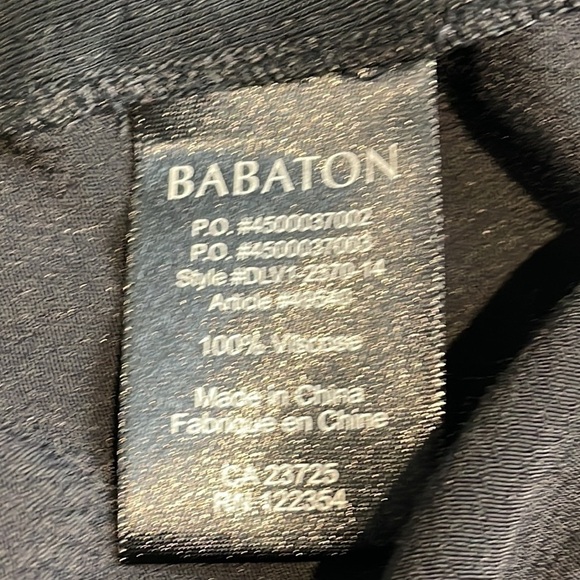 BABATON
P.O. #4500037002
P.O. #4500037003
Style #DLV1-2370-14
Article
100% Viscose
Made in China
Fabriqué en Chine
CA 23725
RN 122354